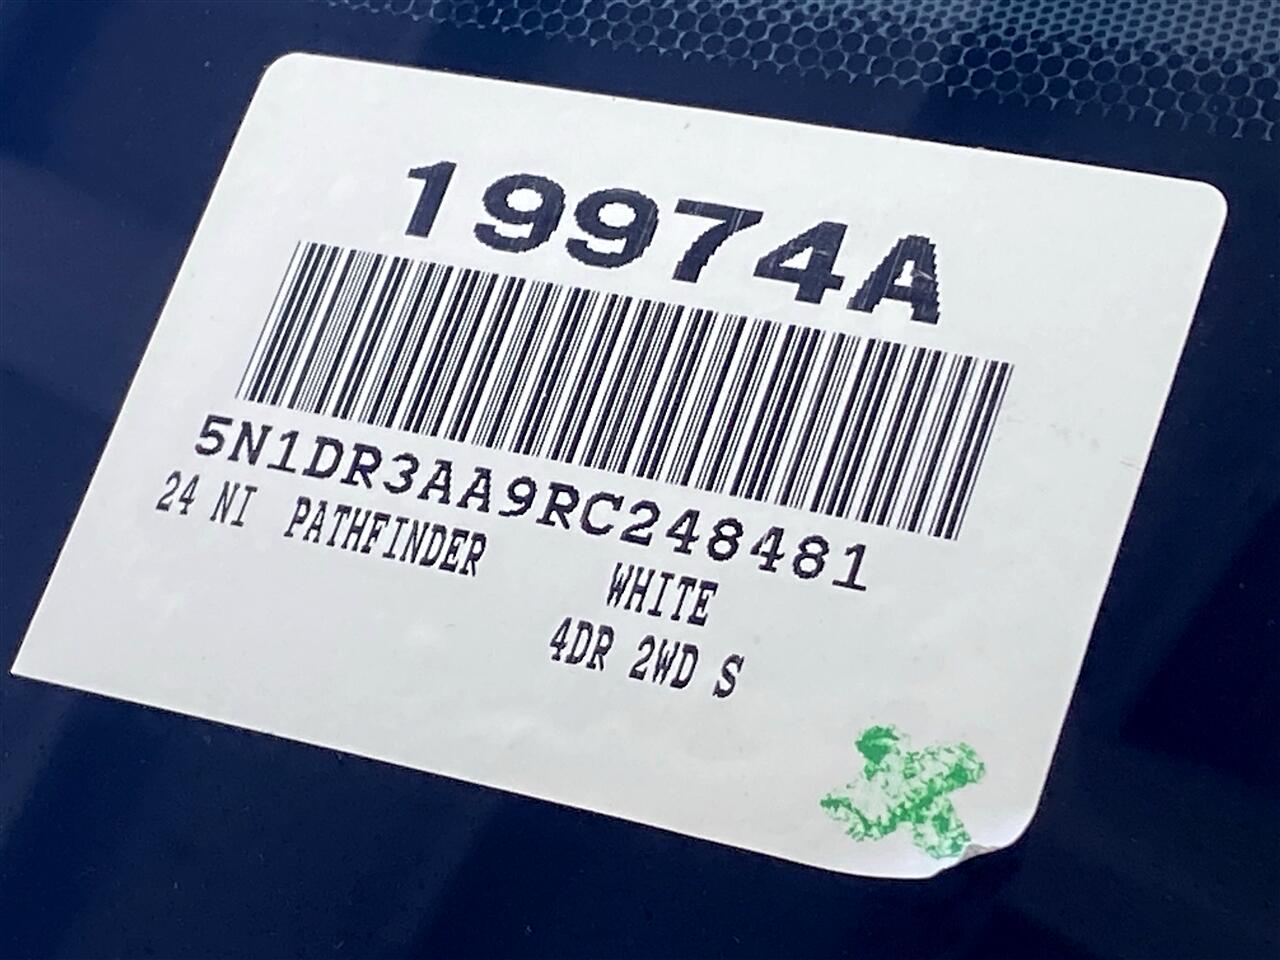 19974A
5N1DR3AA9RC248481
24 NI PATHFINDER
WHITE
4DR 2WD S